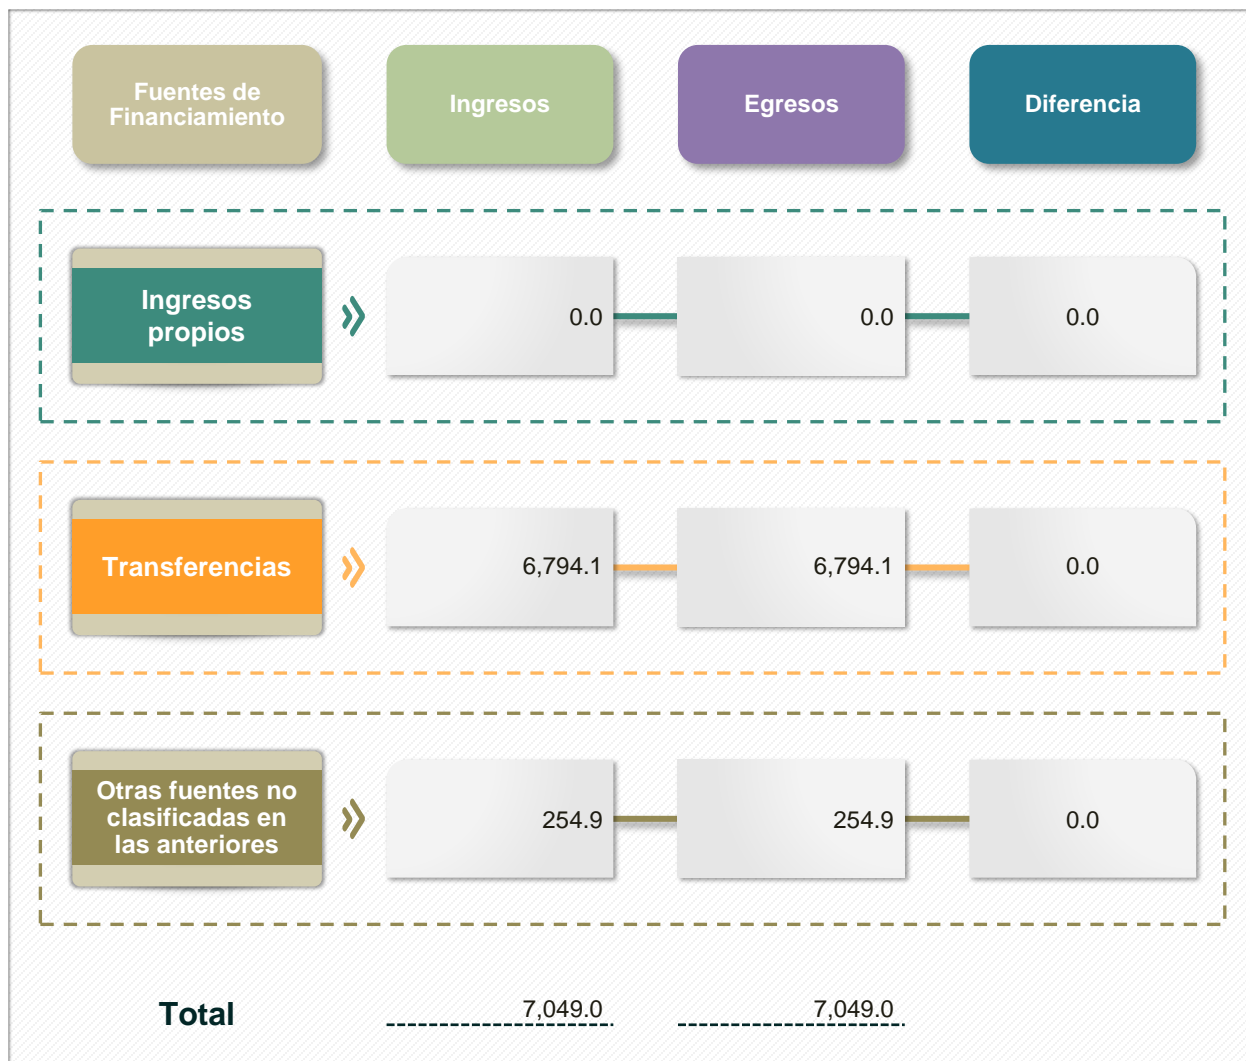 Fuentes de
Financiamiento
Ingresos
Egresos
Diferencia
Ingresos
propios
0.0
0.0
0.0
Transferencias
6,794.1
6,794.1
0.0
Otras fuentes no
clasificadas en
las anteriores
254.9
254.9
0.0
Total
7,049.0
7,049.0